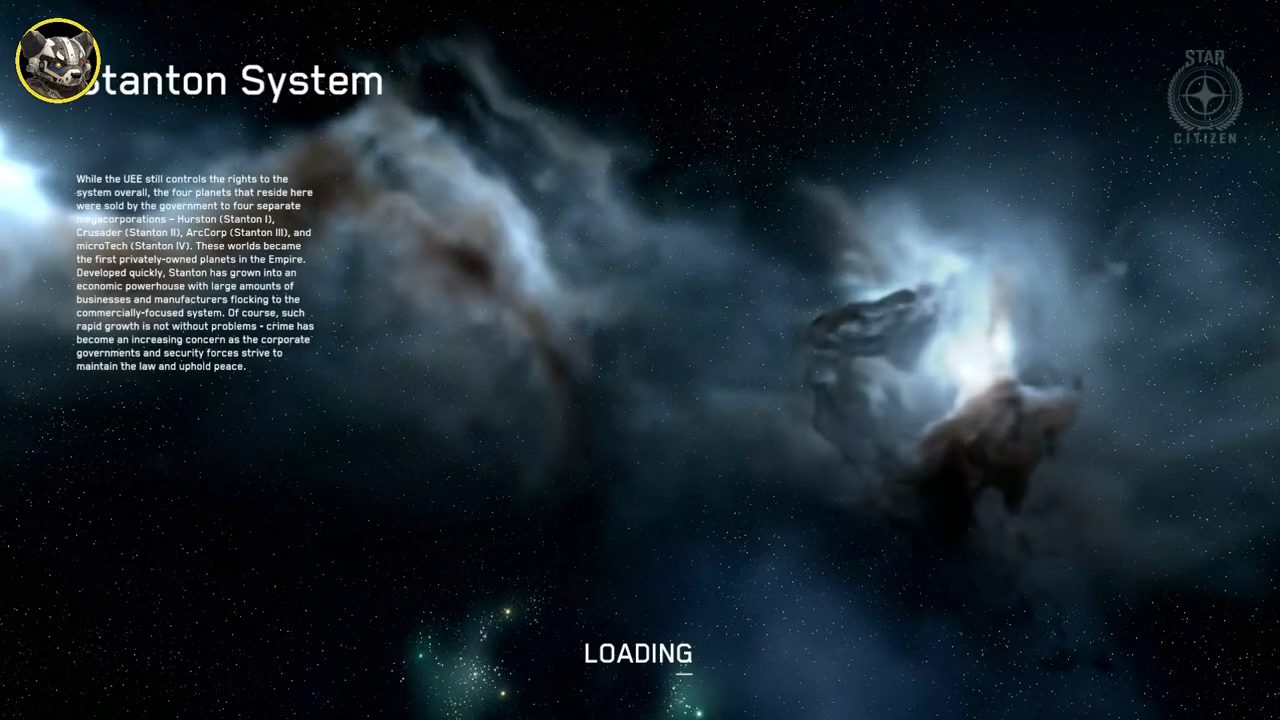 Stanton System
STAR
CITIZEN
While the UEE still controls the rights to the
system overall, the four planets that reside here
were sold by the government to four separate
megacorporations – Hurston (Stanton I),
Crusader (Stanton II), ArcCorp (Stanton III), and
microTech (Stanton IV). These worlds became
the first privately-owned planets in the Empire.
Developed quickly, Stanton has grown into an
economic powerhouse with large amounts of
businesses and manufacturers flocking to the
commercially-focused system. Of course, such
rapid growth is not without problems - crime has
become an increasing concern as the corporate
governments and security forces strive to
maintain the law and uphold peace.
LOADING